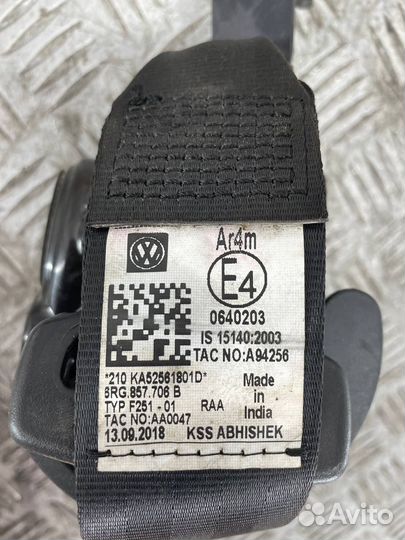 Ar4m
E4
0640203
IS 15140:2003
TAC NO:A94256
*210 KA52561801D*
6RG.857.706 B
TYP F251 - 01
RAA
TAC NO:AA0047
Made in
India
13.09.2018
KSS ABHISHEK
Avito